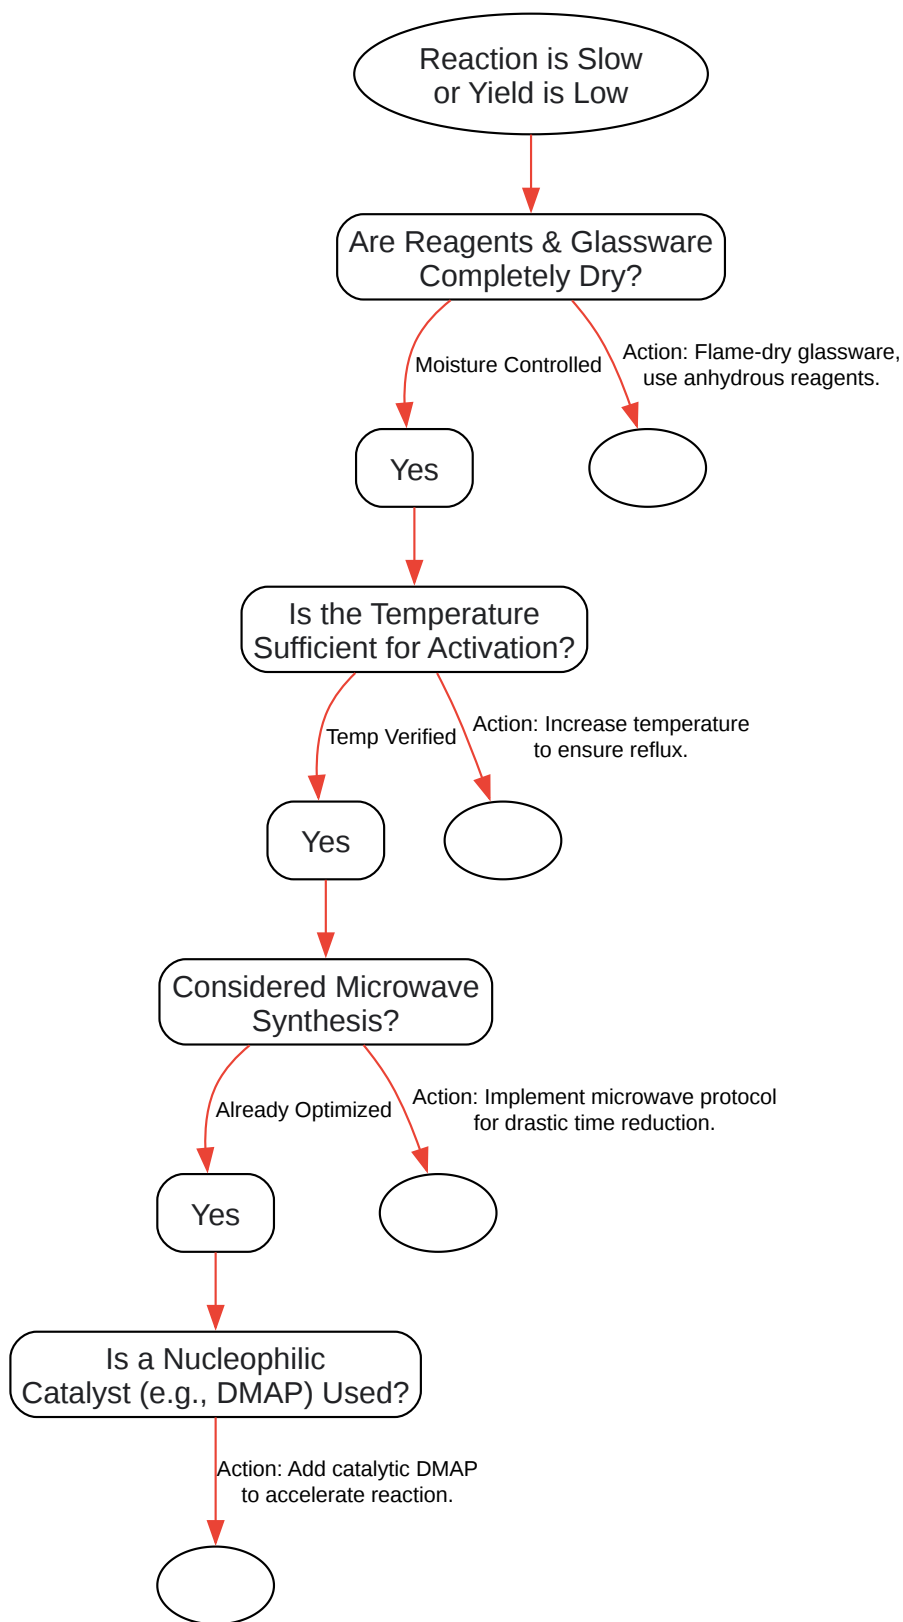 Reaction is Slow
or Yield is Low
Are Reagents & Glassware
Completely Dry?
Moisture Controlled
Action: Flame-dry glassware,
use anhydrous reagents.
Yes
Is the Temperature
Sufficient for Activation?
Temp Verified
Action: Increase temperature
to ensure reflux.
Yes
Considered Microwave
Synthesis?
Already Optimized
Action: Implement microwave protocol
for drastic time reduction.
Yes
Is a Nucleophilic
Catalyst (e.g., DMAP) Used?
Action: Add catalytic DMAP
to accelerate reaction.